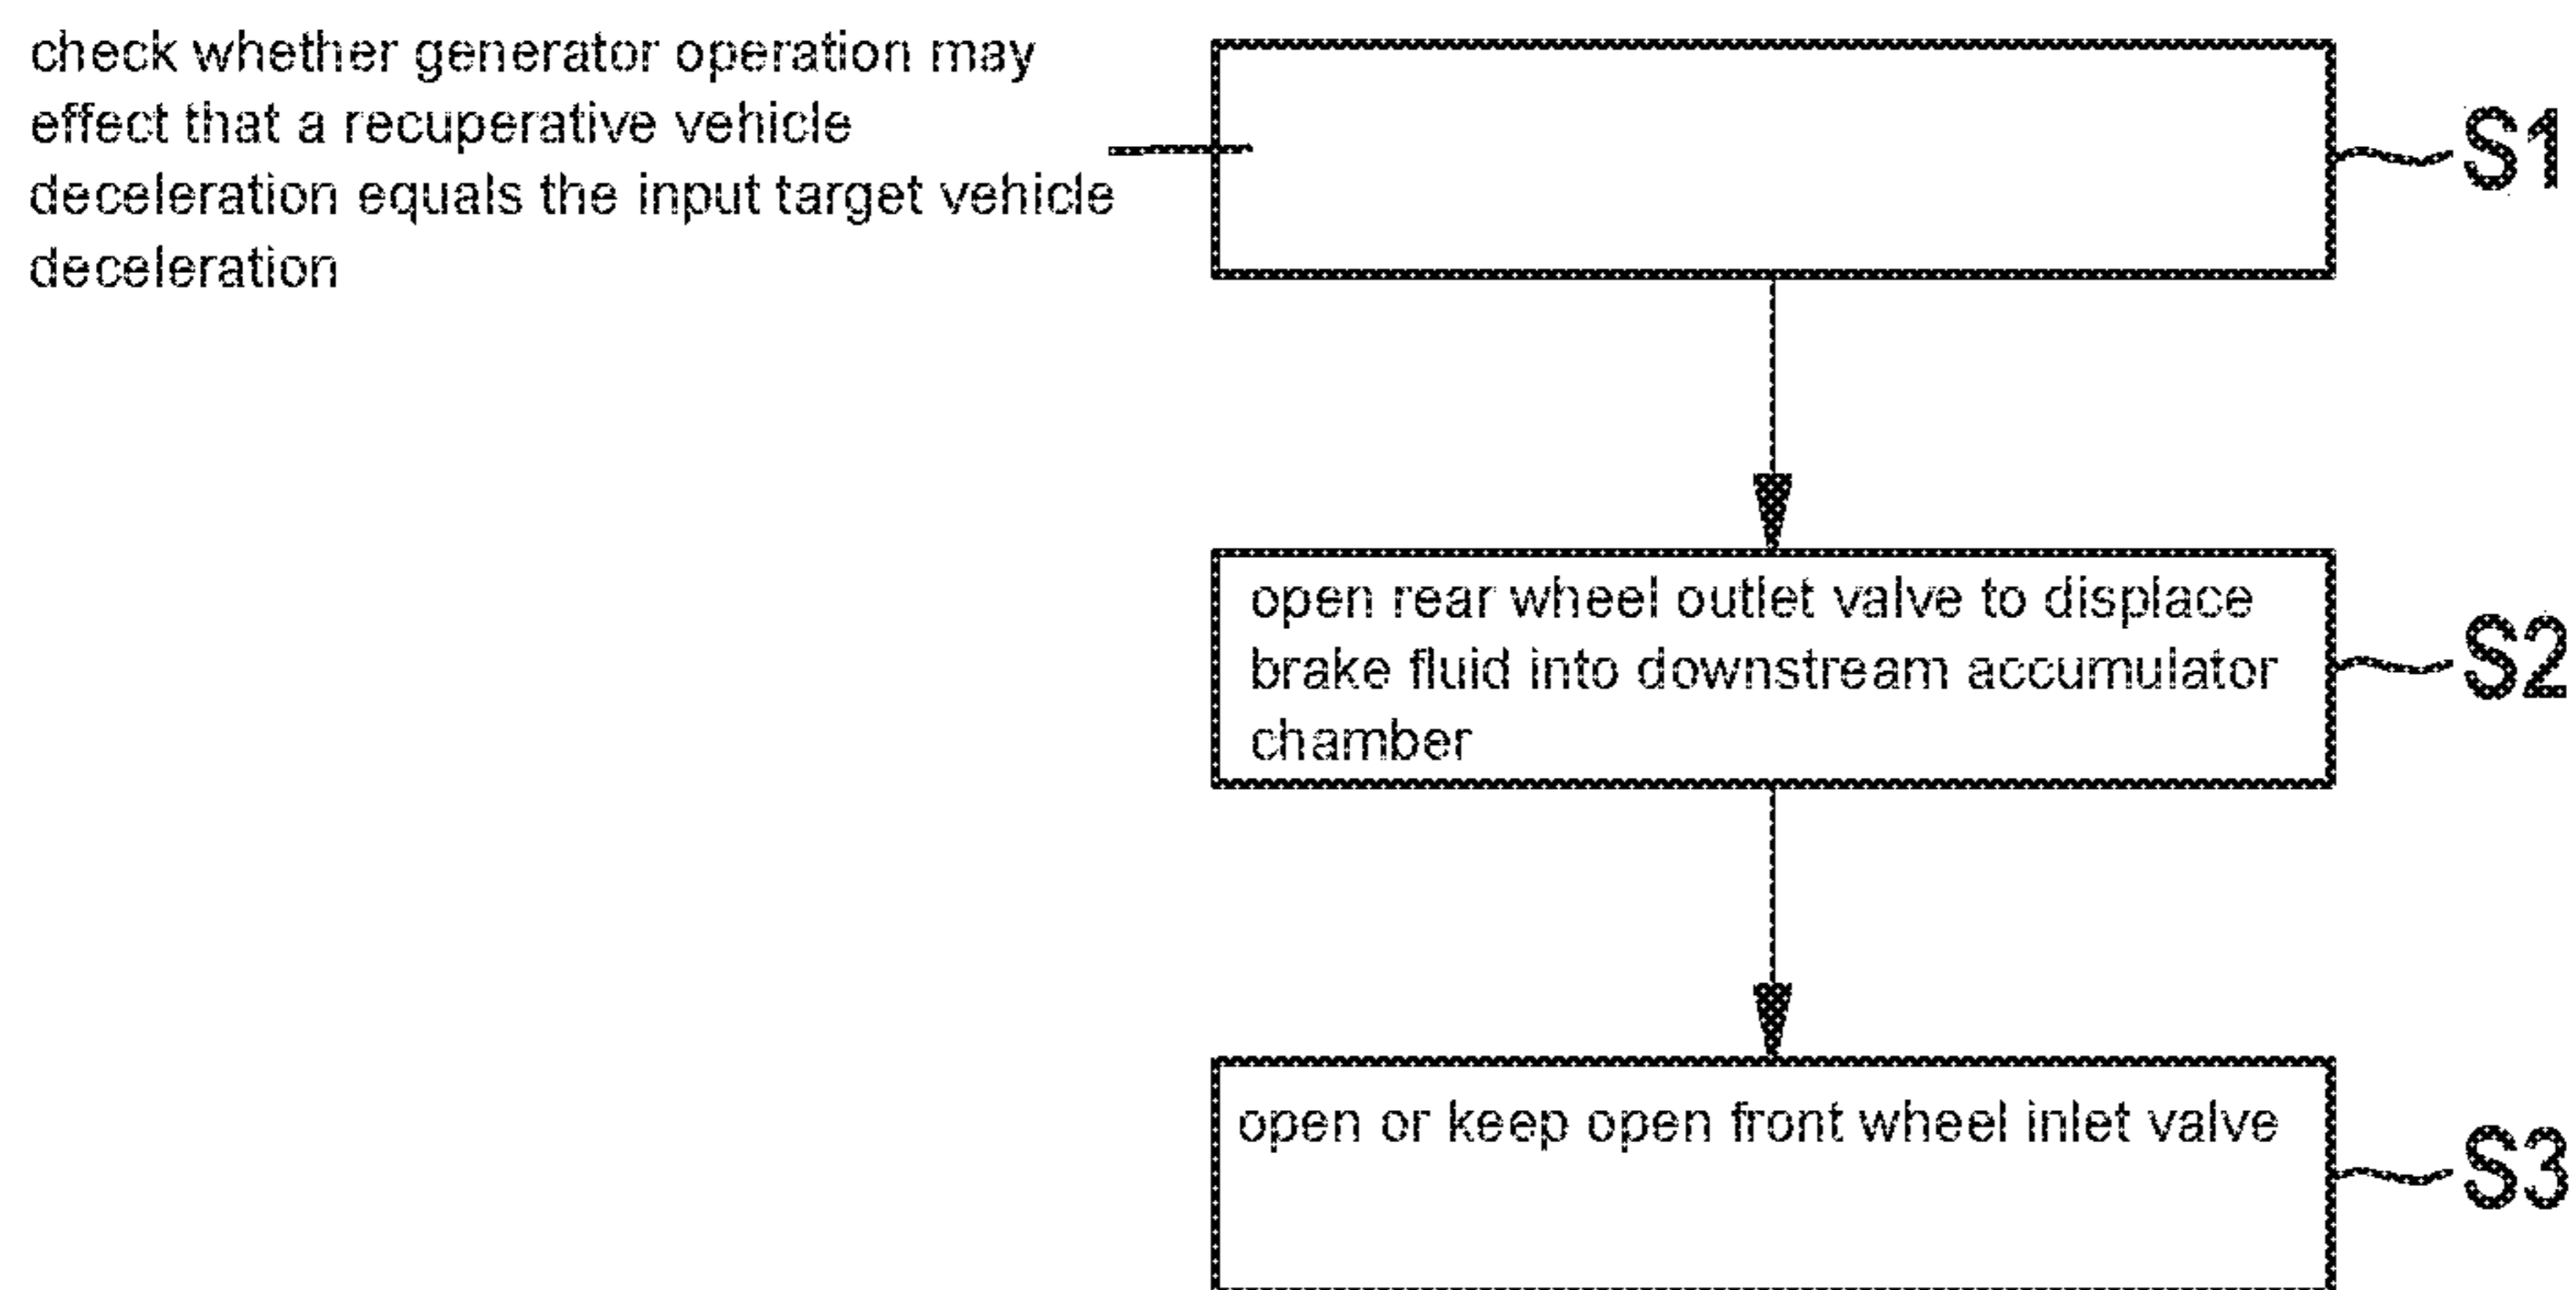 check whether generator operation may
effect that a recuperative vehicle
deceleration equals the input target vehicle
deceleration
S1
open rear wheel outlet valve to displace
brake fluid into downstream accumulator
chamber
S2
open or keep open front wheel inlet valve
S3